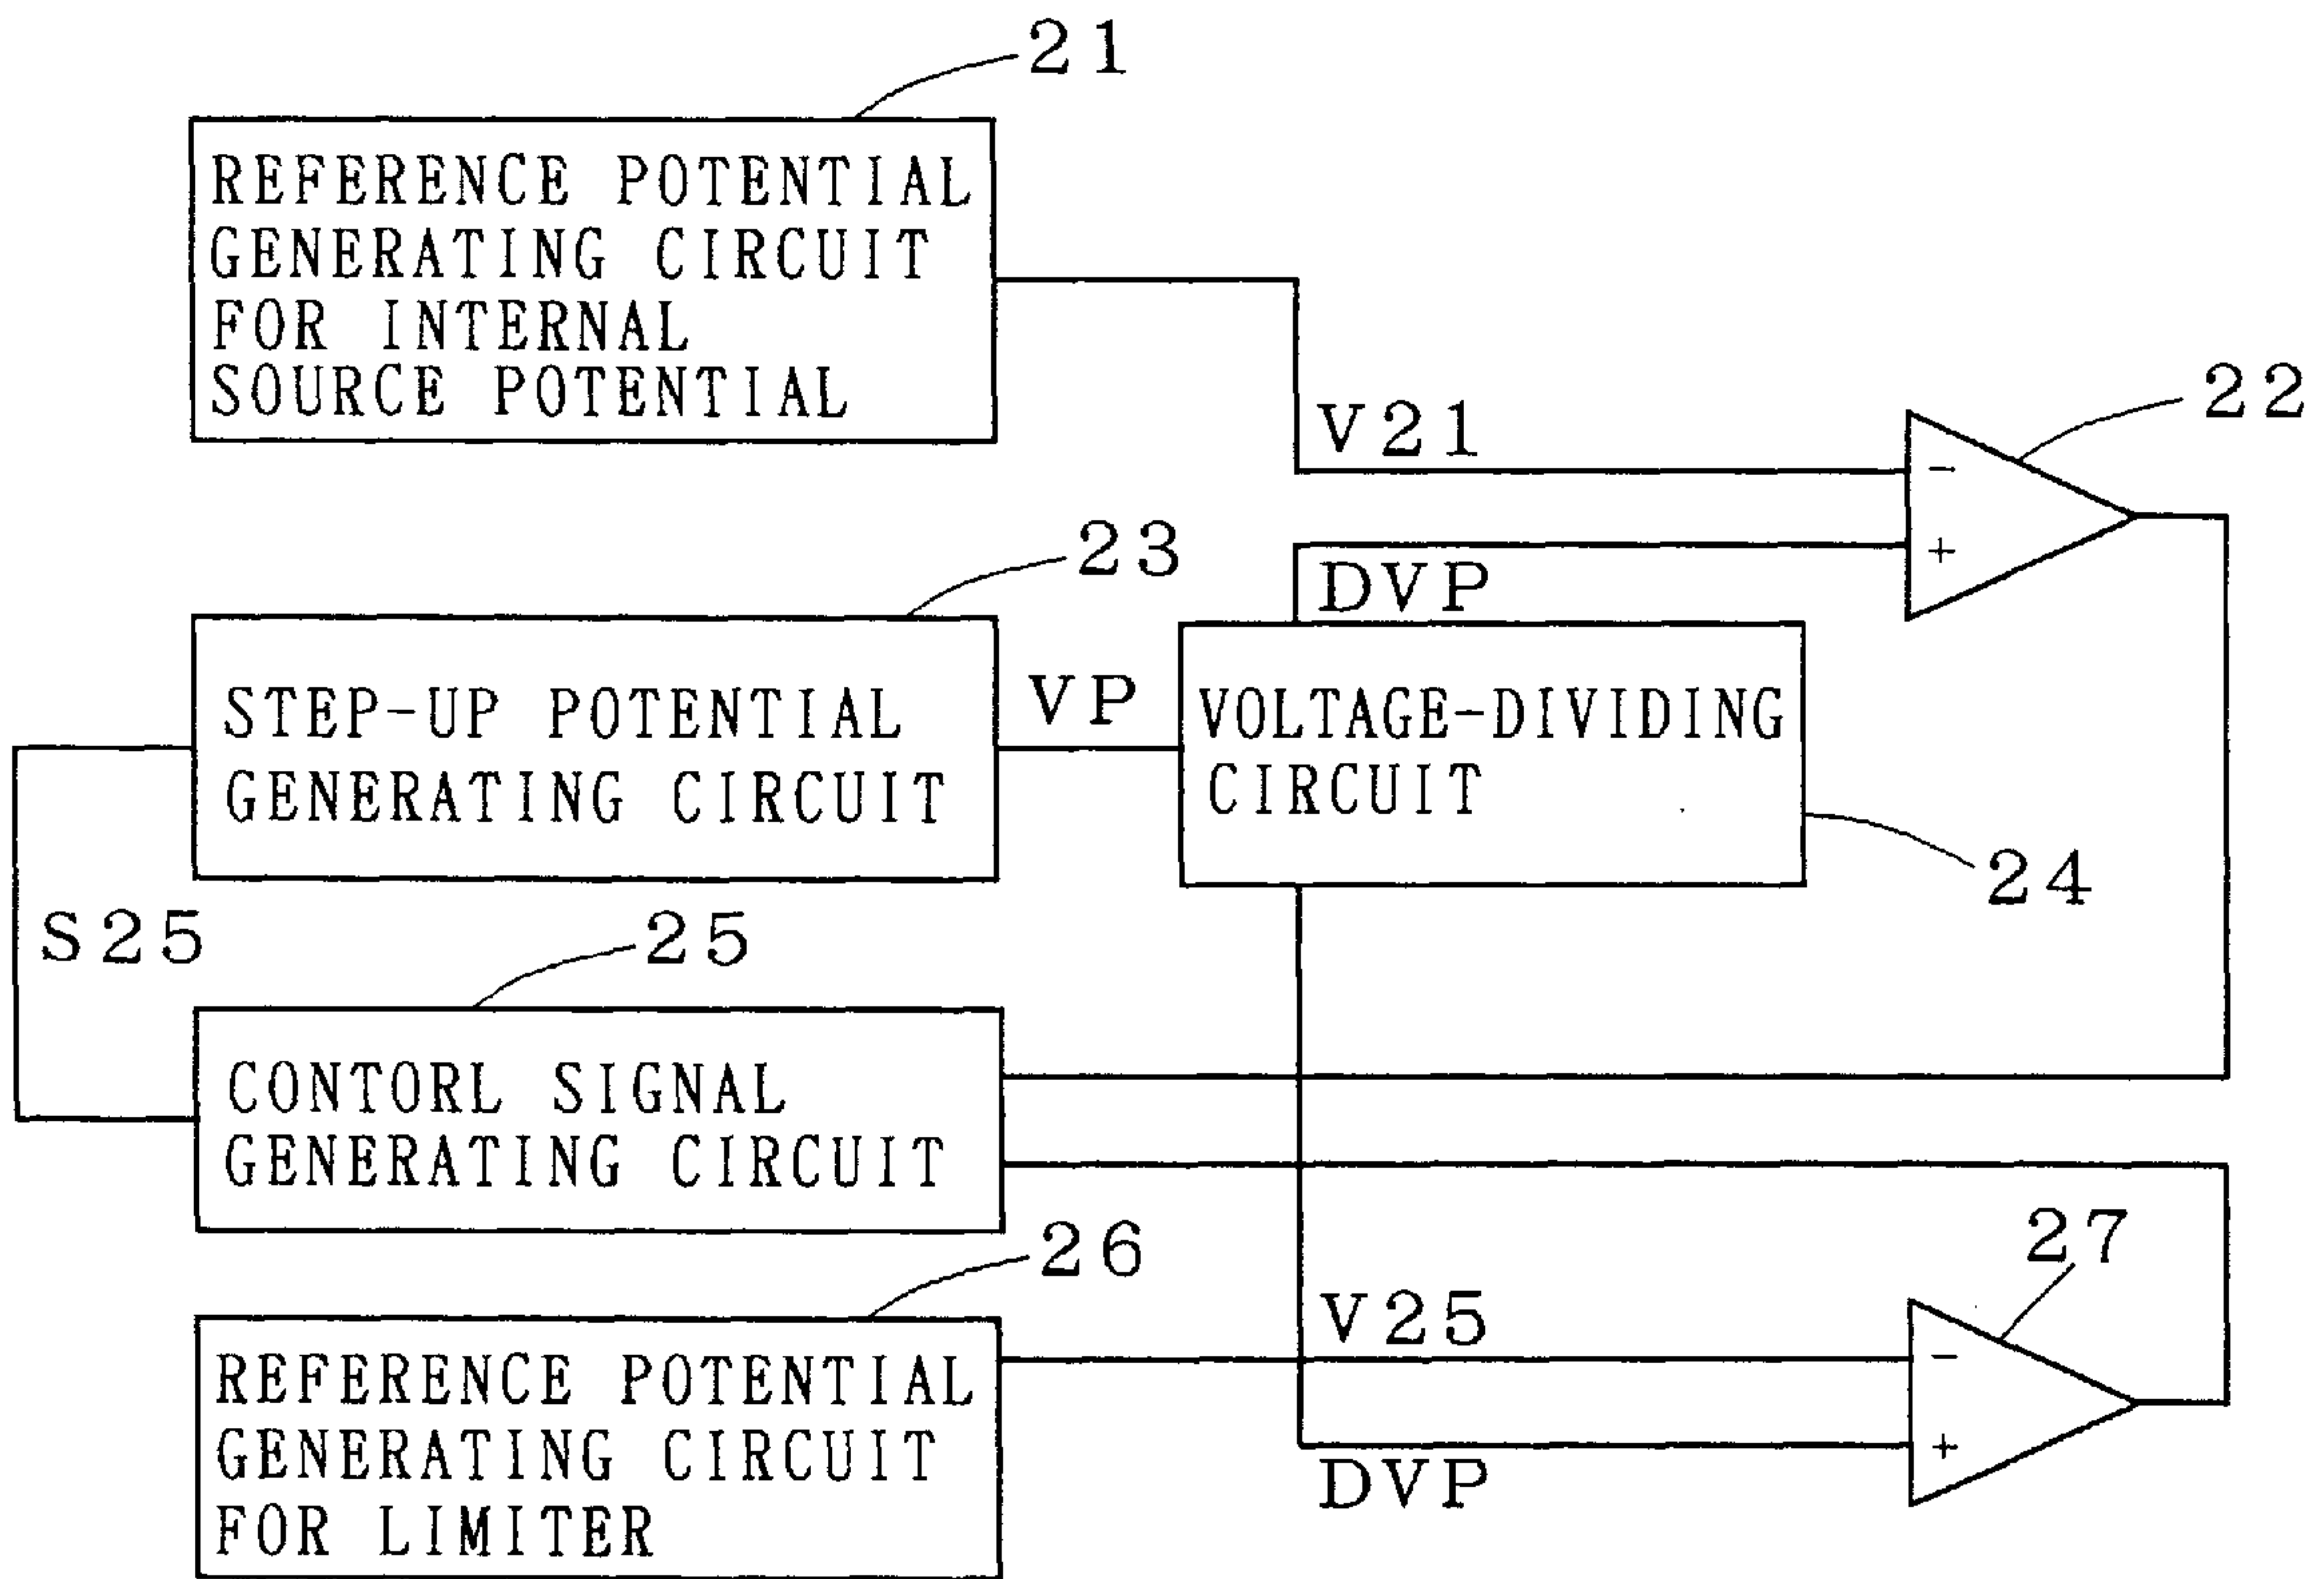 21
REFERENCE POTENTIAL
GENERATING CIRCUIT
FOR INTERNAL
SOURCE POTENTIAL
V21
22
-
+
DVP
23
STEP-UP POTENTIAL
GENERATING CIRCUIT
VP
VOLTAGE-DIVIDING
CIRCUIT
24
S25
25
CONTORL SIGNAL
GENERATING CIRCUIT
26
REFERENCE POTENTIAL
GENERATING CIRCUIT
FOR LIMITER
V25
27
-
+
DVP